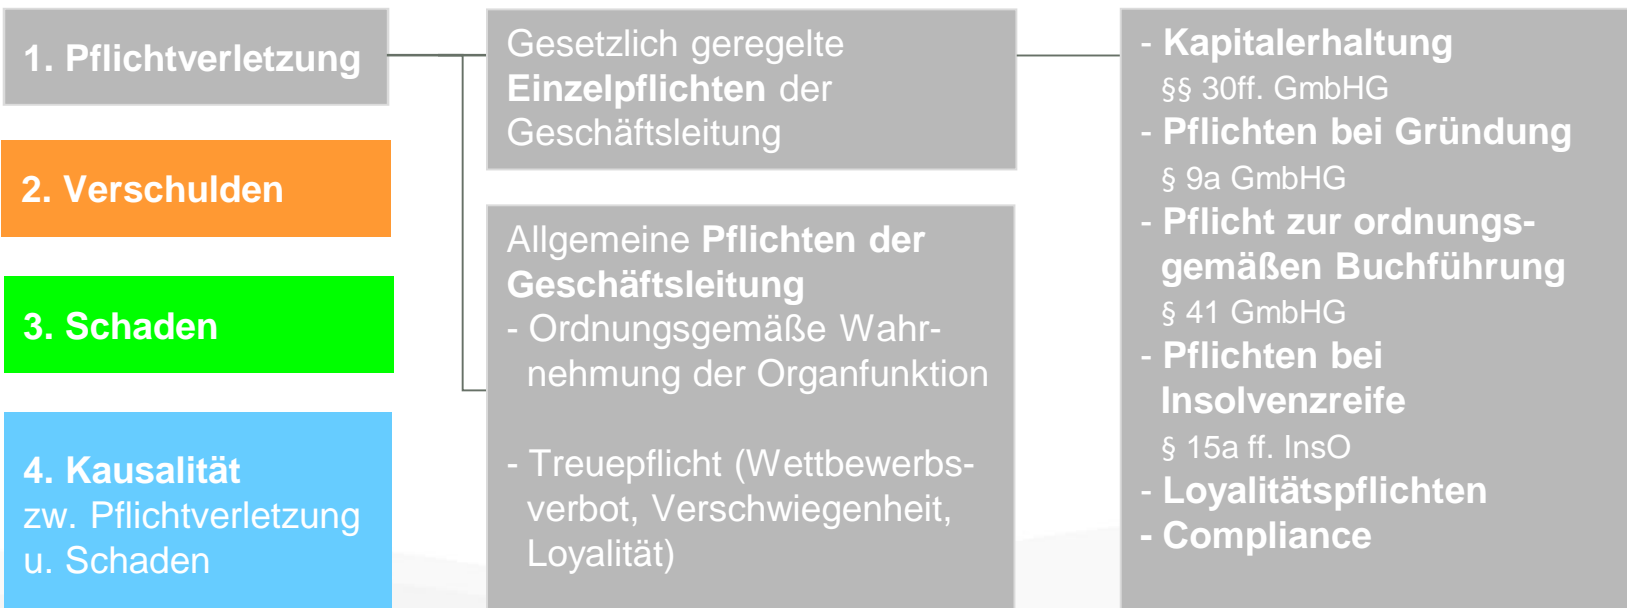 1. Pflichtverletzung
2. Verschulden
3. Schaden
4. Kausalität
zw. Pflichtverletzung
u. Schaden
Gesetzlich geregelte
Einzelpflichten der
Geschäftsleitung
Allgemeine Pflichten der
Geschäftsleitung
- Ordnungsgemäße Wahr-
nehmung der Organfunktion
- Treuepflicht (Wettbewerbs-
verbot, Verschwiegenheit,
Loyalität)
- Kapitalerhaltung
§§ 30ff. GmbHG
- Pflichten bei Gründung
§ 9a GmbHG
- Pflicht zur ordnungs-
gemäßen Buchführung
§ 41 GmbHG
- Pflichten bei
Insolvenzreife
§ 15a ff. InsO
- Loyalitätspflichten
- Compliance